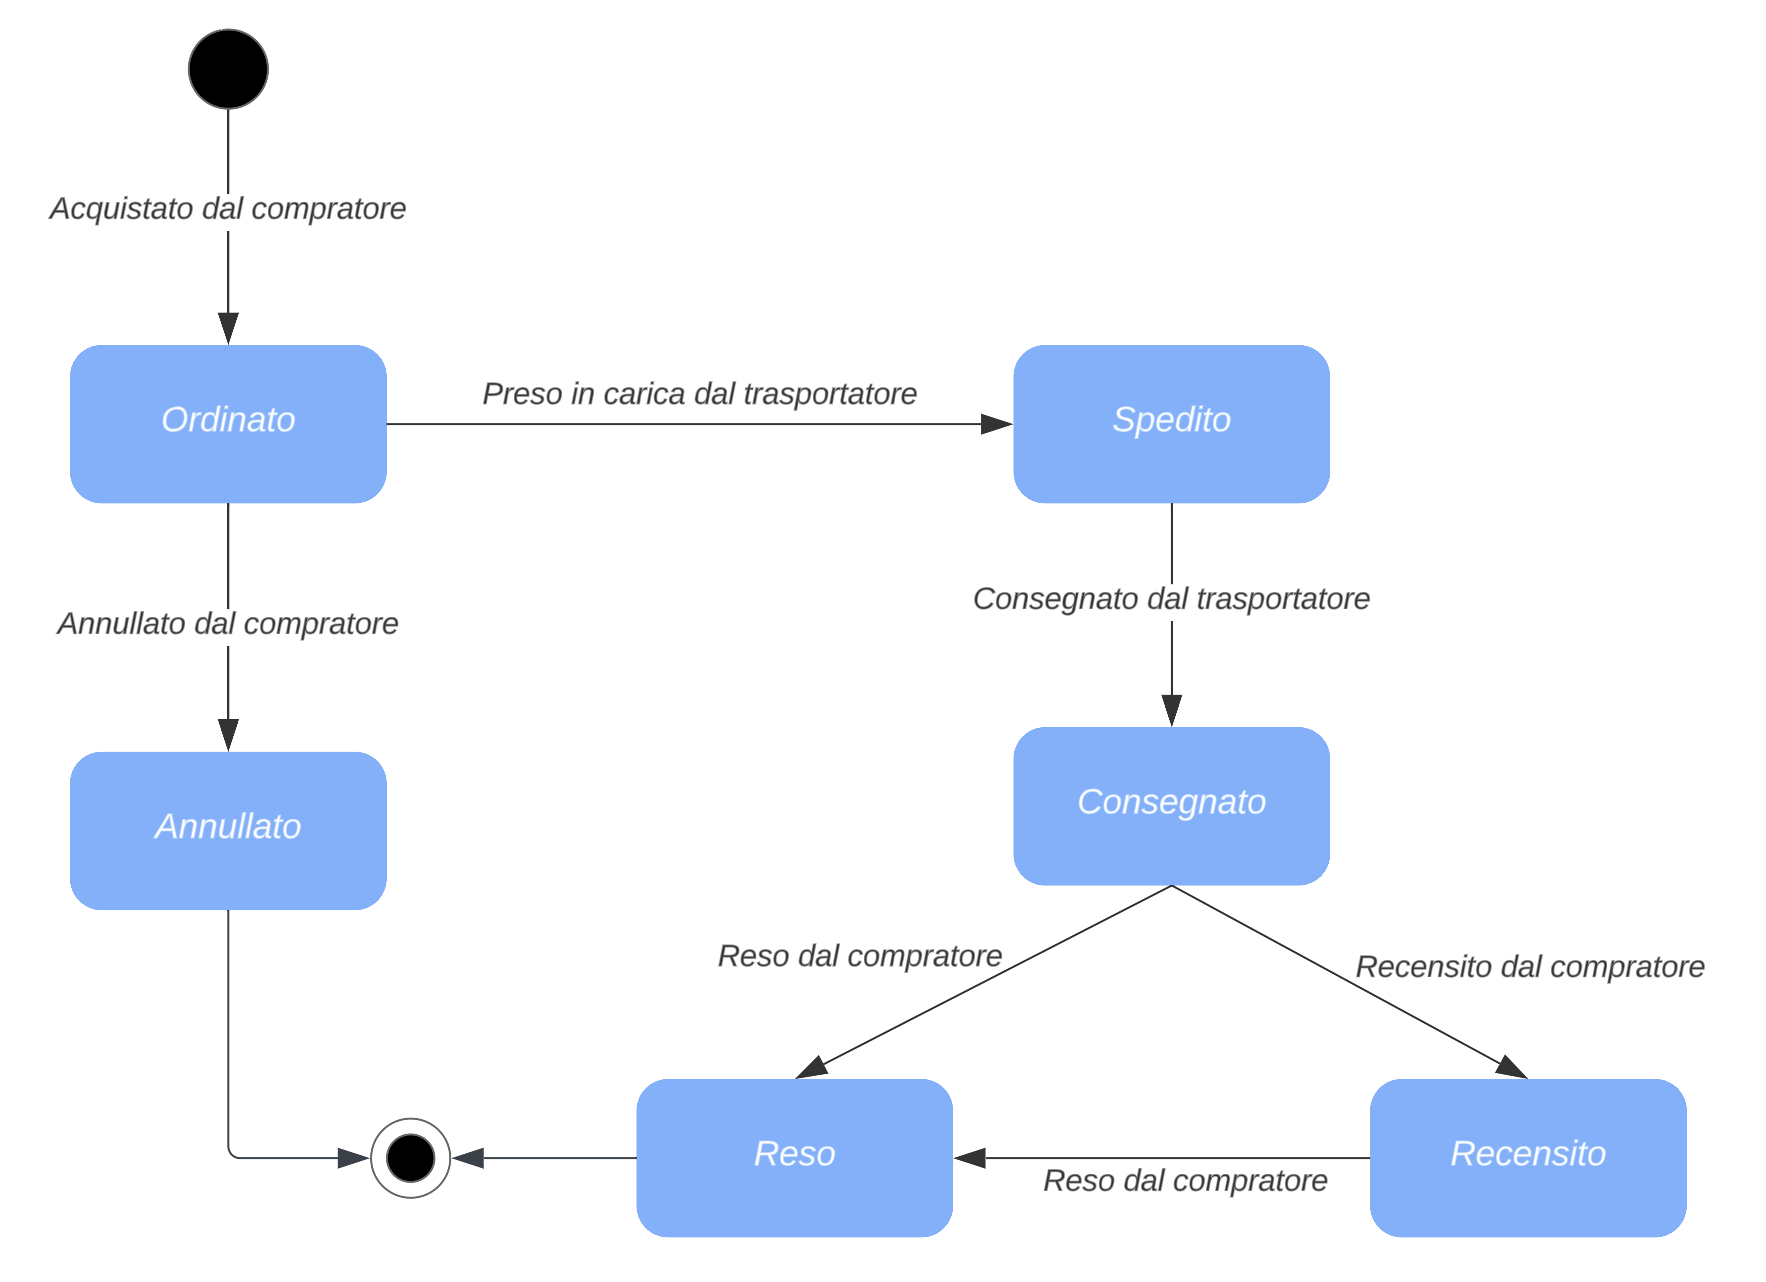 Acquistato dal compratore
Ordinato
Preso in carica dal trasportatore
Spedito
Annullato dal compratore
Consegnato dal trasportatore
Annullato
Consegnato
Reso dal compratore
Recensito dal compratore
Reso
Reso dal compratore
Recensito